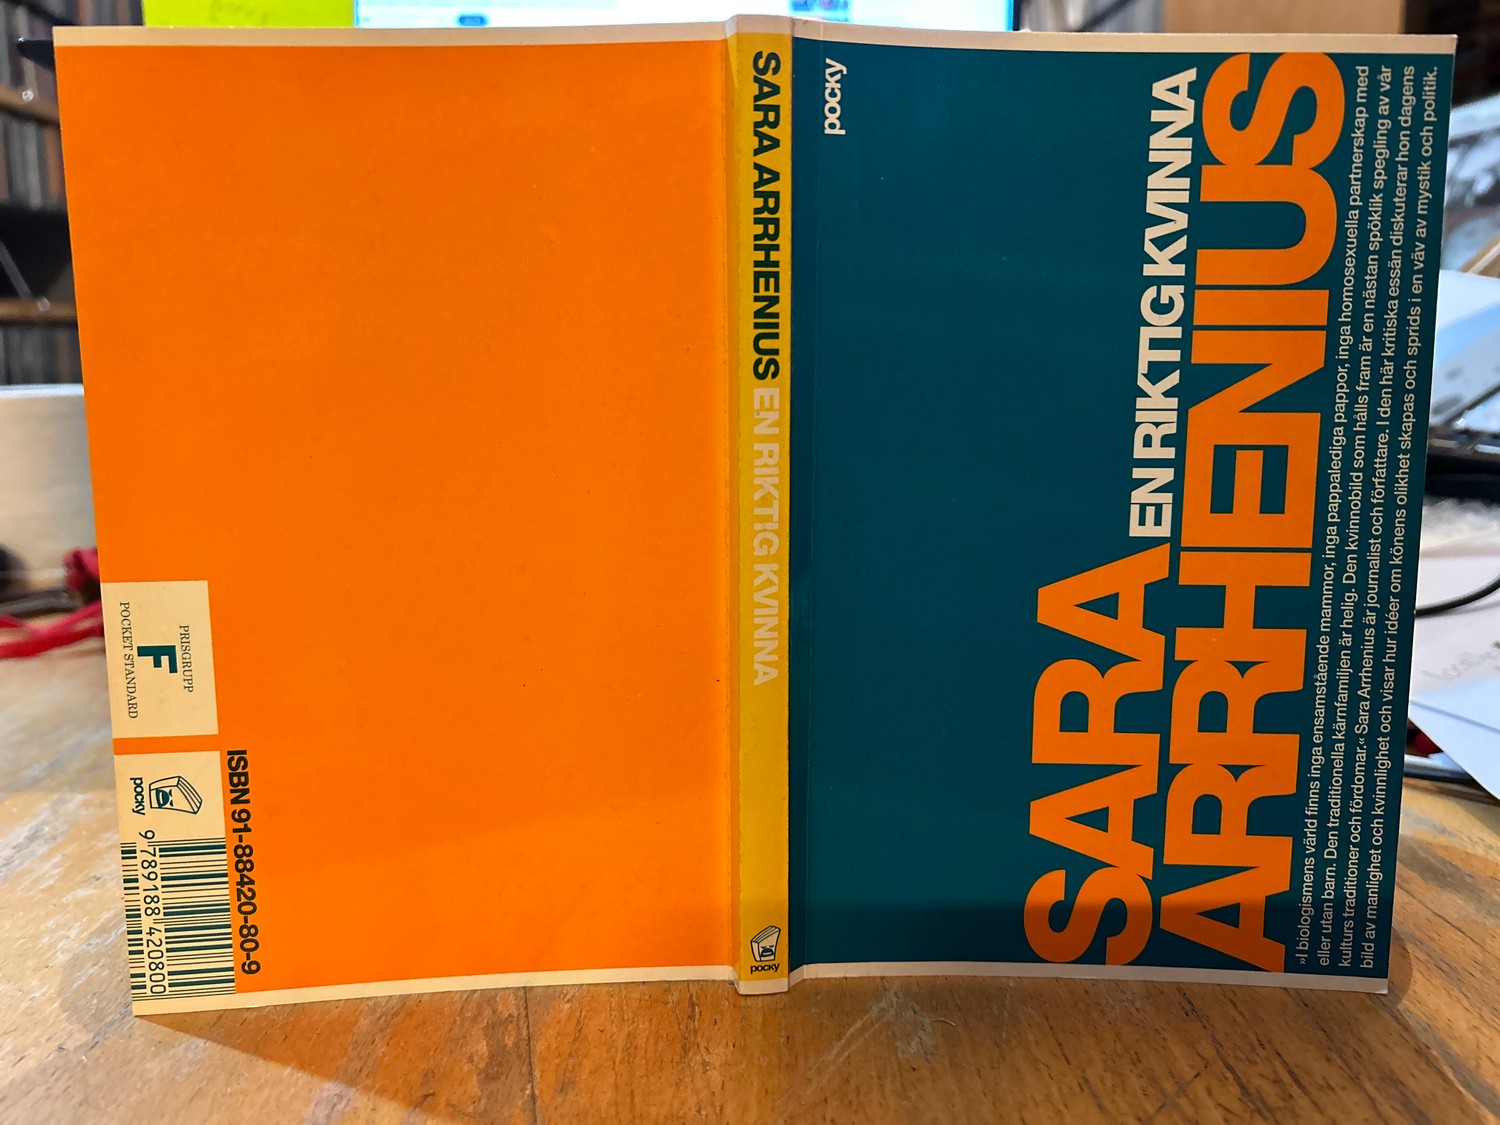 PRISGRUPP
F
POCKET STANDARD
ISBN 91-88420-80-9
pocky
9 789188 420800
SARA ARRHENIUS EN RIKTIG KVINNA
pocky
pocky
EN RIKTIG KVINNA
SARA
ARRHENIUS
»I biologismens värld finns inga ensamstående mammor, inga pappalediga pappor, inga homosexuella partnerskap med
eller utan barn. Den traditionella kärnfamiljen är helig. Den kvinnobild som hålls fram är en nästan spöklik spegling av vår
kulturs traditioner och fördomar.« Sara Arrhenius är journalist och författare. I den här kritiska essän diskuterar hon dagens
bild av manlighet och kvinnlighet och visar hur idéer om könens olikhet skapas och sprids i en väv av mystik och politik.